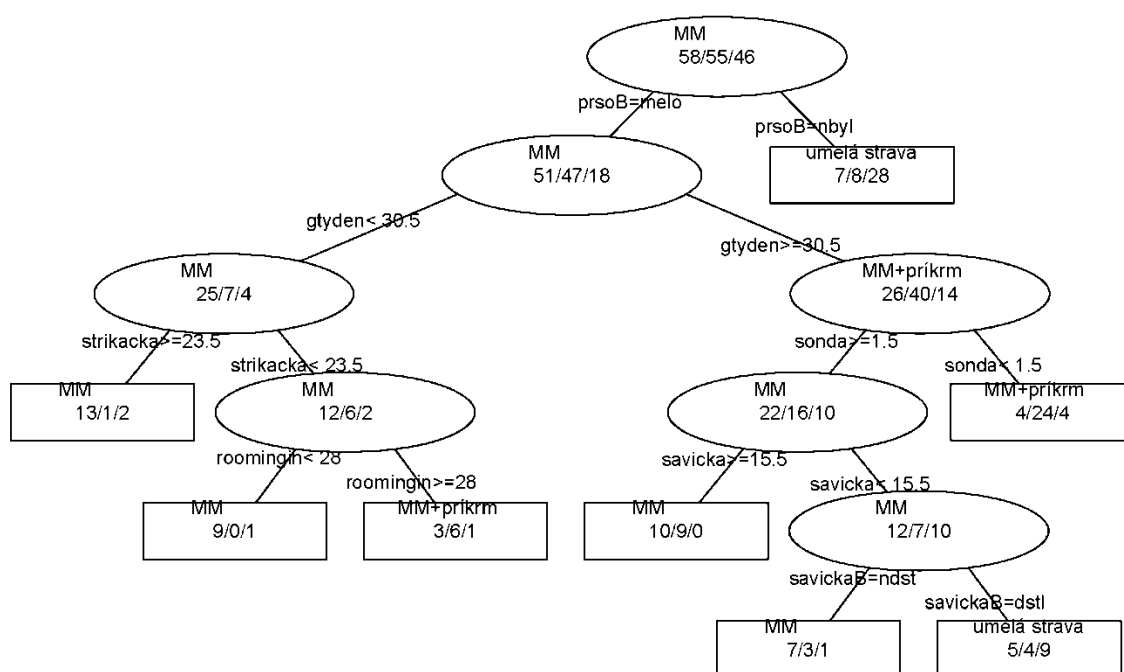 MM
58/55/46
prsoB=melo
prsoB=nbyl
MM
51/47/18
umelá strava
7/8/28
gtyden< 30.5
gtyden>=30.5
MM
25/7/4
MM+príkrm
26/40/14
strikacka>=23.5
strikacka< 23.5
sonda>=1.5
sonda< 1.5
MM
13/1/2
MM
12/6/2
MM
22/16/10
MM+príkrm
4/24/4
roomingin< 28
roomingin>=28
savicka>=15.5
savicka< 15.5
MM
9/0/1
MM+príkrm
3/6/1
MM
10/9/0
MM
12/7/10
savickaB=ndst
savickaB=dstl
MM
7/3/1
umelá strava
5/4/9